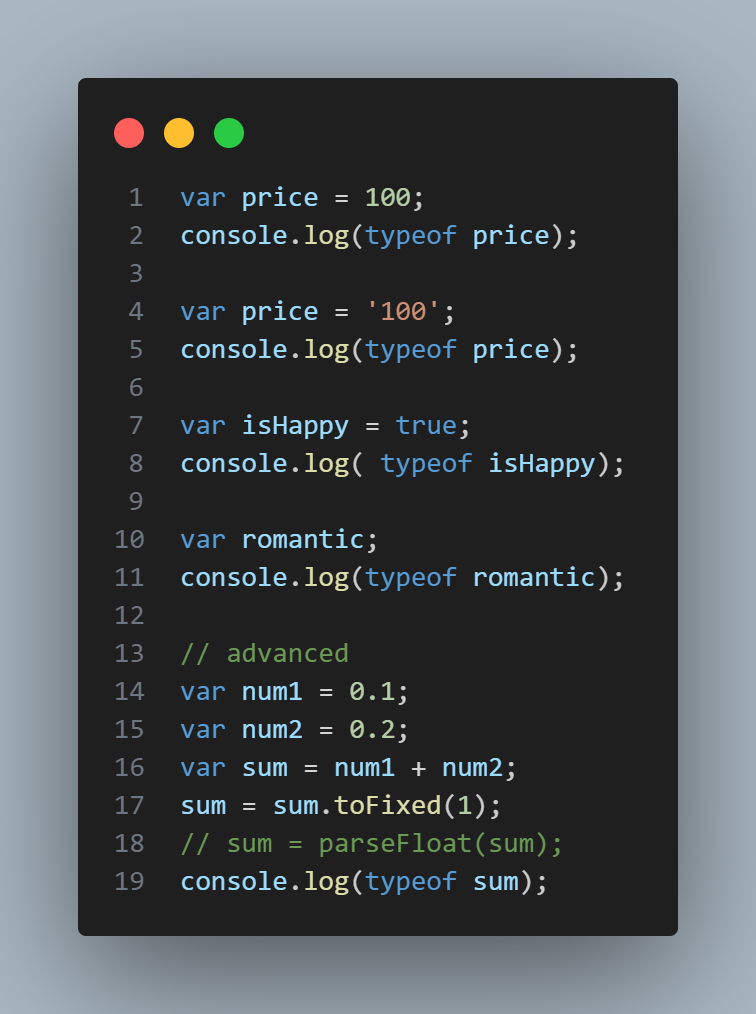 1 var price = 100;
2 console.log(typeof price);
3
4 var price = '100';
5 console.log(typeof price);
6
7 var isHappy = true;
8 console.log( typeof isHappy);
9
10 var romantic;
11 console.log(typeof romantic);
12
13 // advanced
14 var num1 = 0.1;
15 var num2 = 0.2;
16 var sum = num1 + num2;
17 sum = sum.toFixed(1);
18 // sum = parseFloat(sum);
19 console.log(typeof sum);